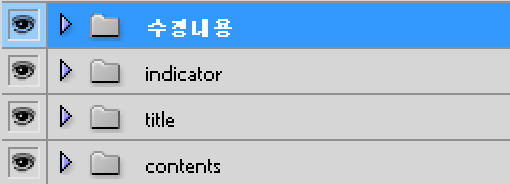 수정내용
indicator
title
contents